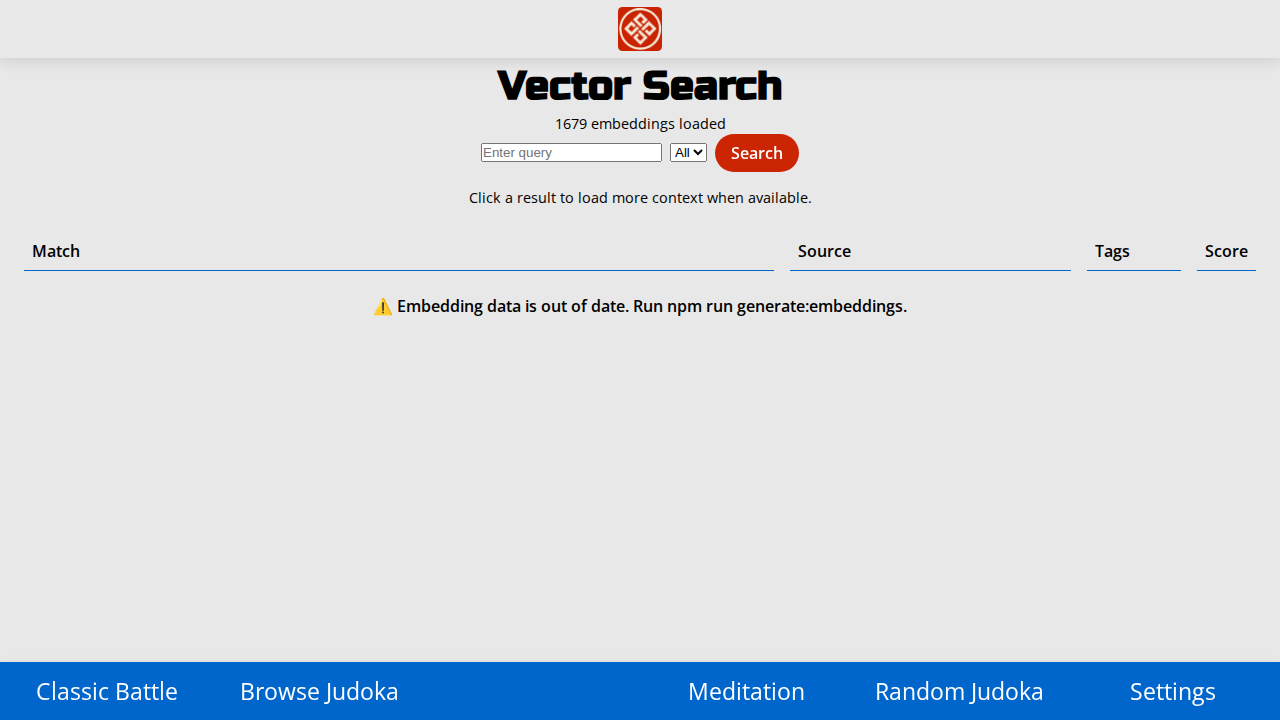 Vector Search
1679 embeddings loaded
Enter query All Search
Click a result to load more context when available.
Match Source Tags Score
⚠️ Embedding data is out of date. Run npm run generate:embeddings.
Classic Battle Browse Judoka Meditation Random Judoka Settings